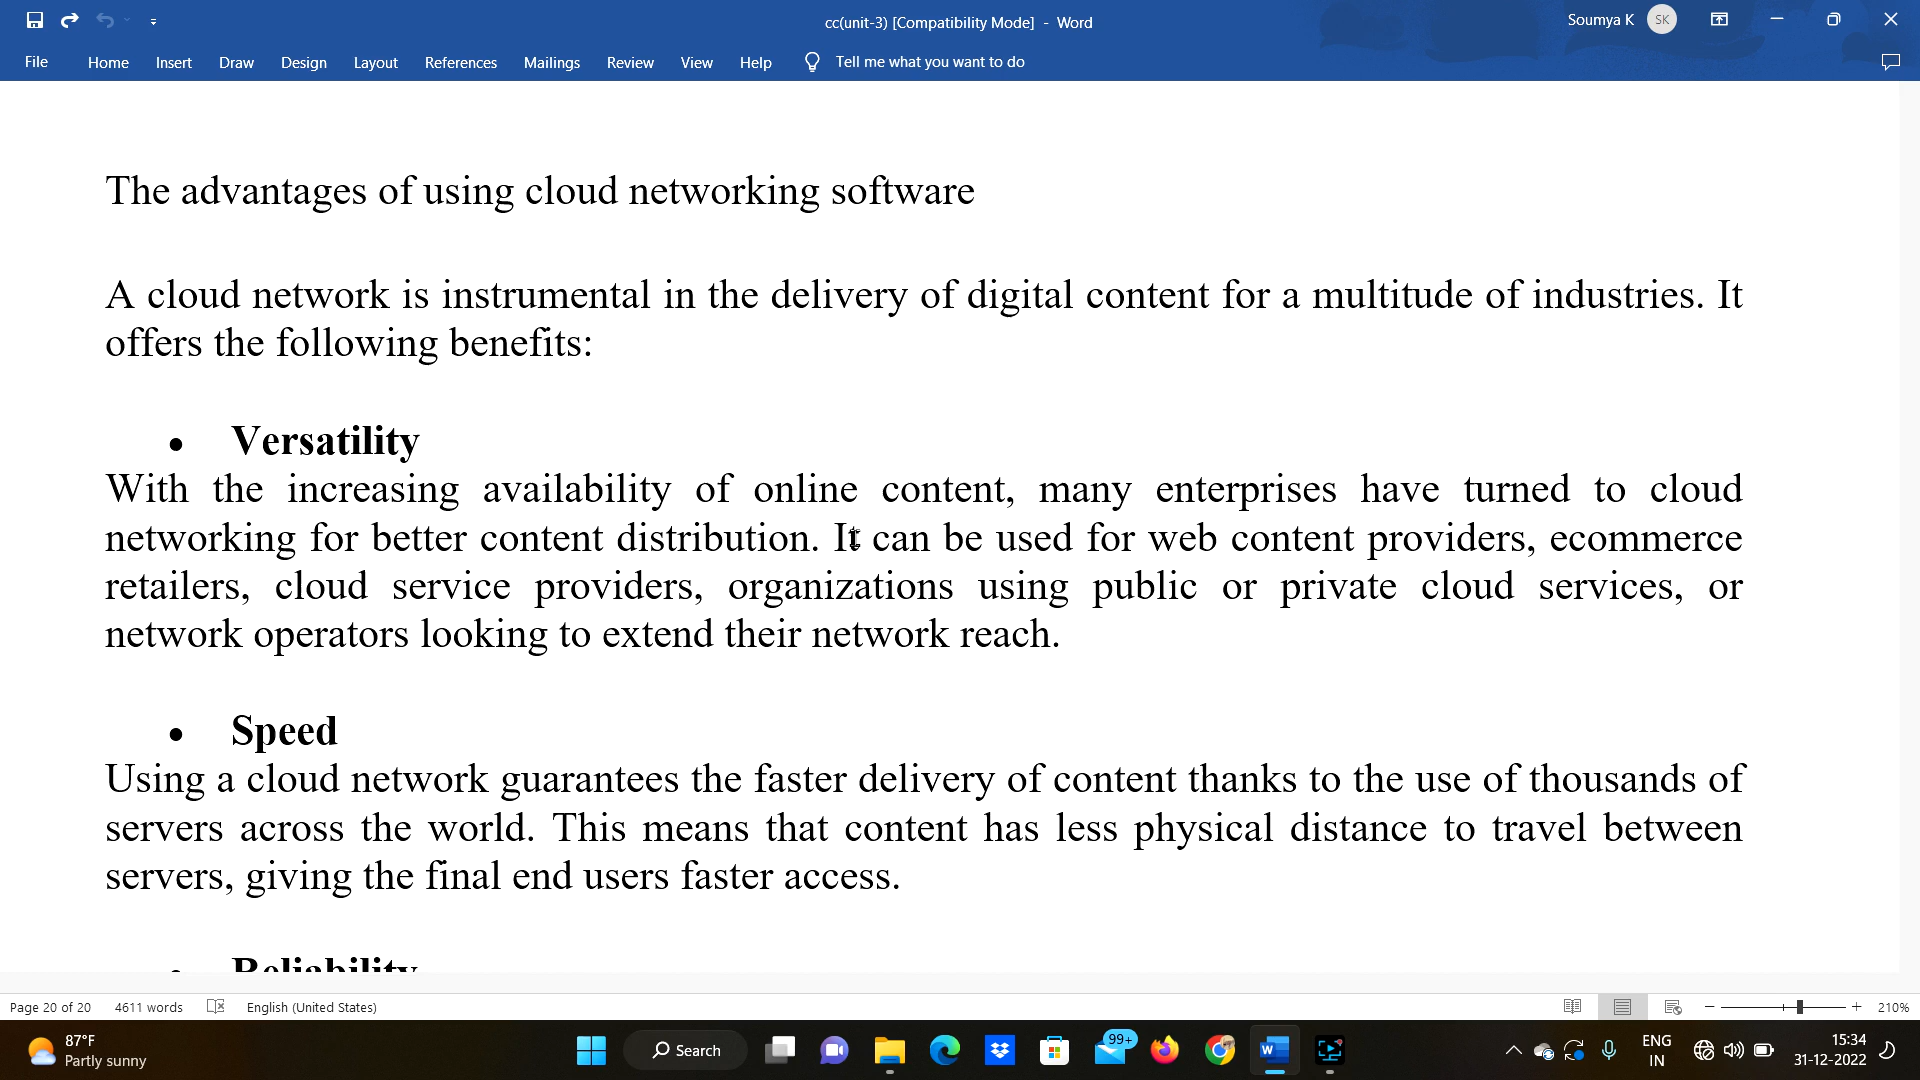 cc(unit-3) [Compatibility Mode] - Word
Soumya K SK
File Home Insert Draw Design Layout References Mailings Review View Help Tell me what you want to do
The advantages of using cloud networking software
A cloud network is instrumental in the delivery of digital content for a multitude of industries. It
offers the following benefits:
• Versatility
With the increasing availability of online content, many enterprises have turned to cloud
networking for better content distribution. It can be used for web content providers, ecommerce
retailers, cloud service providers, organizations using public or private cloud services, or
network operators looking to extend their network reach.
• Speed
Using a cloud network guarantees the faster delivery of content thanks to the use of thousands of
servers across the world. This means that content has less physical distance to travel between
servers, giving the final end users faster access.
• Reliability
Page 20 of 20 4611 words English (United States) 210%
87°F
Partly sunny
Search
99+
ENG
IN
15:34
31-12-2022